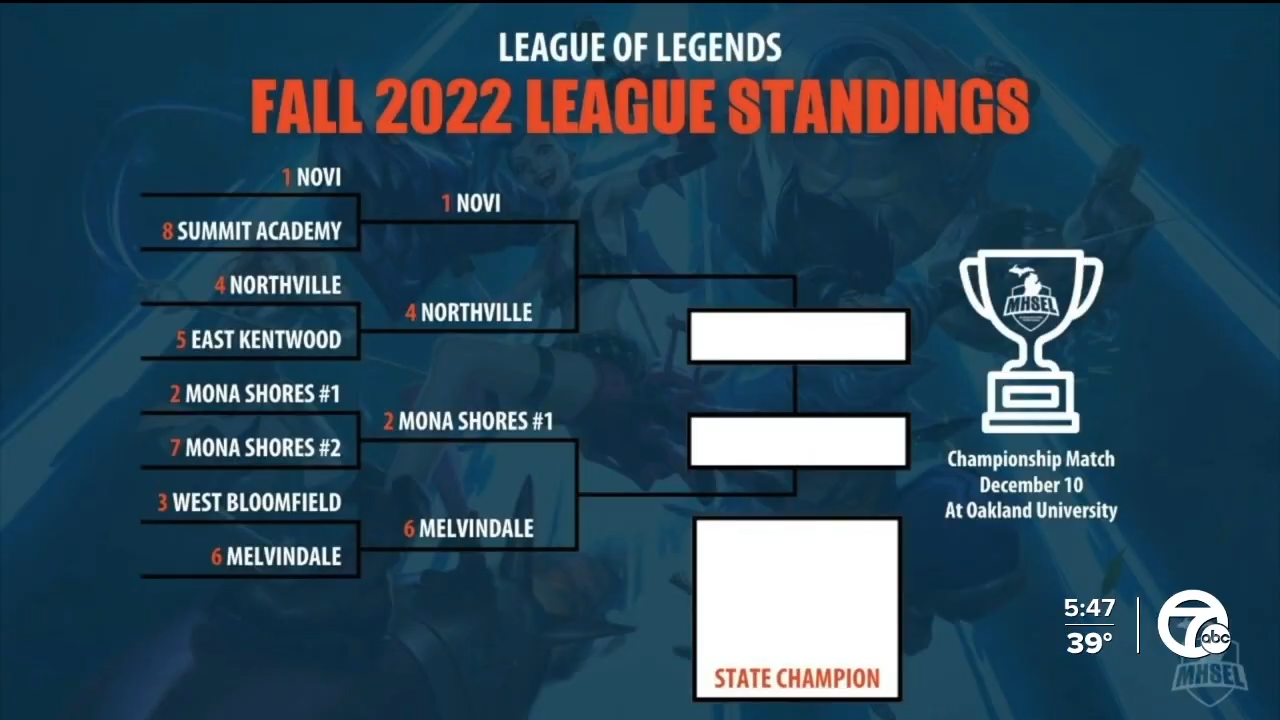 LEAGUE OF LEGENDS
FALL 2022 LEAGUE STANDINGS
1 NOVI
8 SUMMIT ACADEMY
4 NORTHVILLE
5 EAST KENTWOOD
2 MONA SHORES #1
7 MONA SHORES #2
3 WEST BLOOMFIELD
6 MELVINDALE
1 NOVI
4 NORTHVILLE
2 MONA SHORES #1
6 MELVINDALE
STATE CHAMPION
MHSEL
Championship Match
December 10
At Oakland University
5:47
39°
7 abc
MHSEL